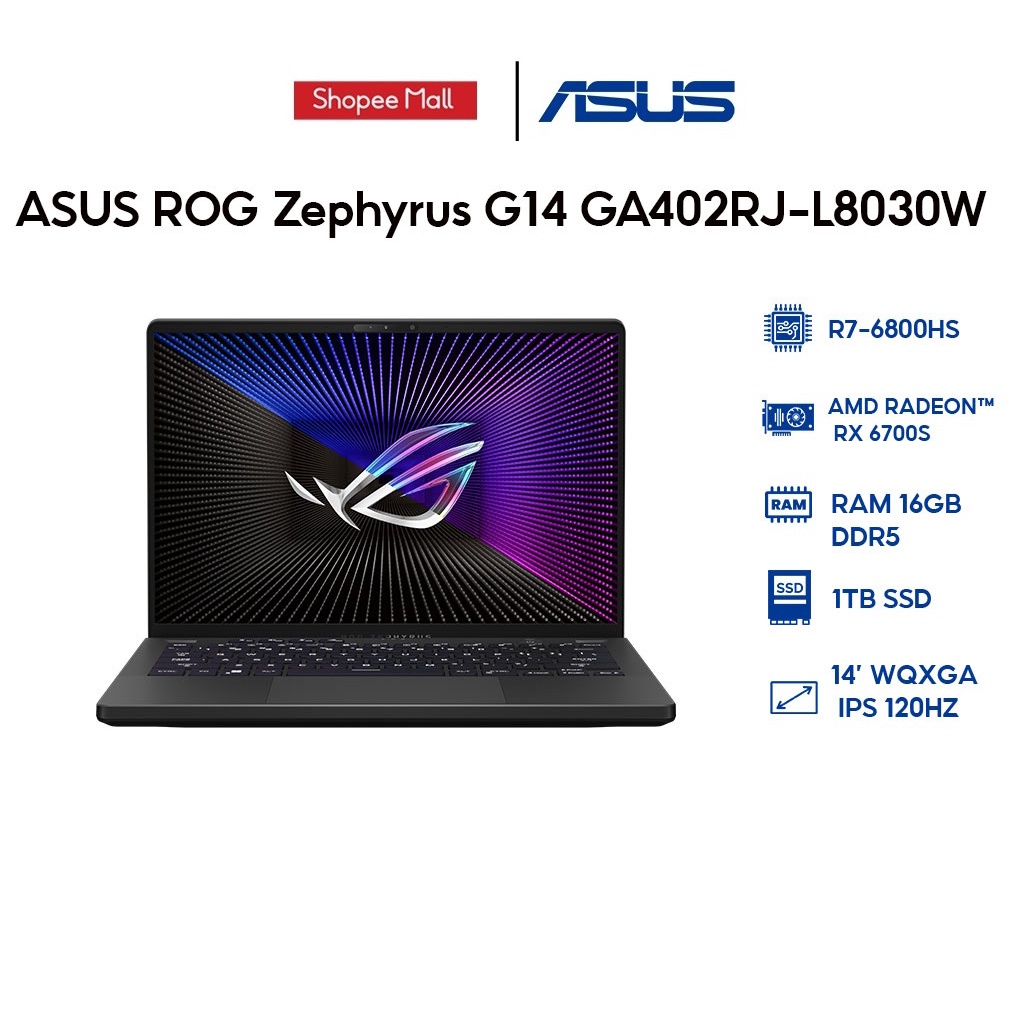 Shopee Mall
ASUS
ASUS ROG Zephyrus G14 GA402RJ-L8030W
R7-6800HS
AMD RADEON™
RX 6700S
RAM
RAM 16GB
DDR5
SSD
1TB SSD
14' WQXGA
IPS 120HZ